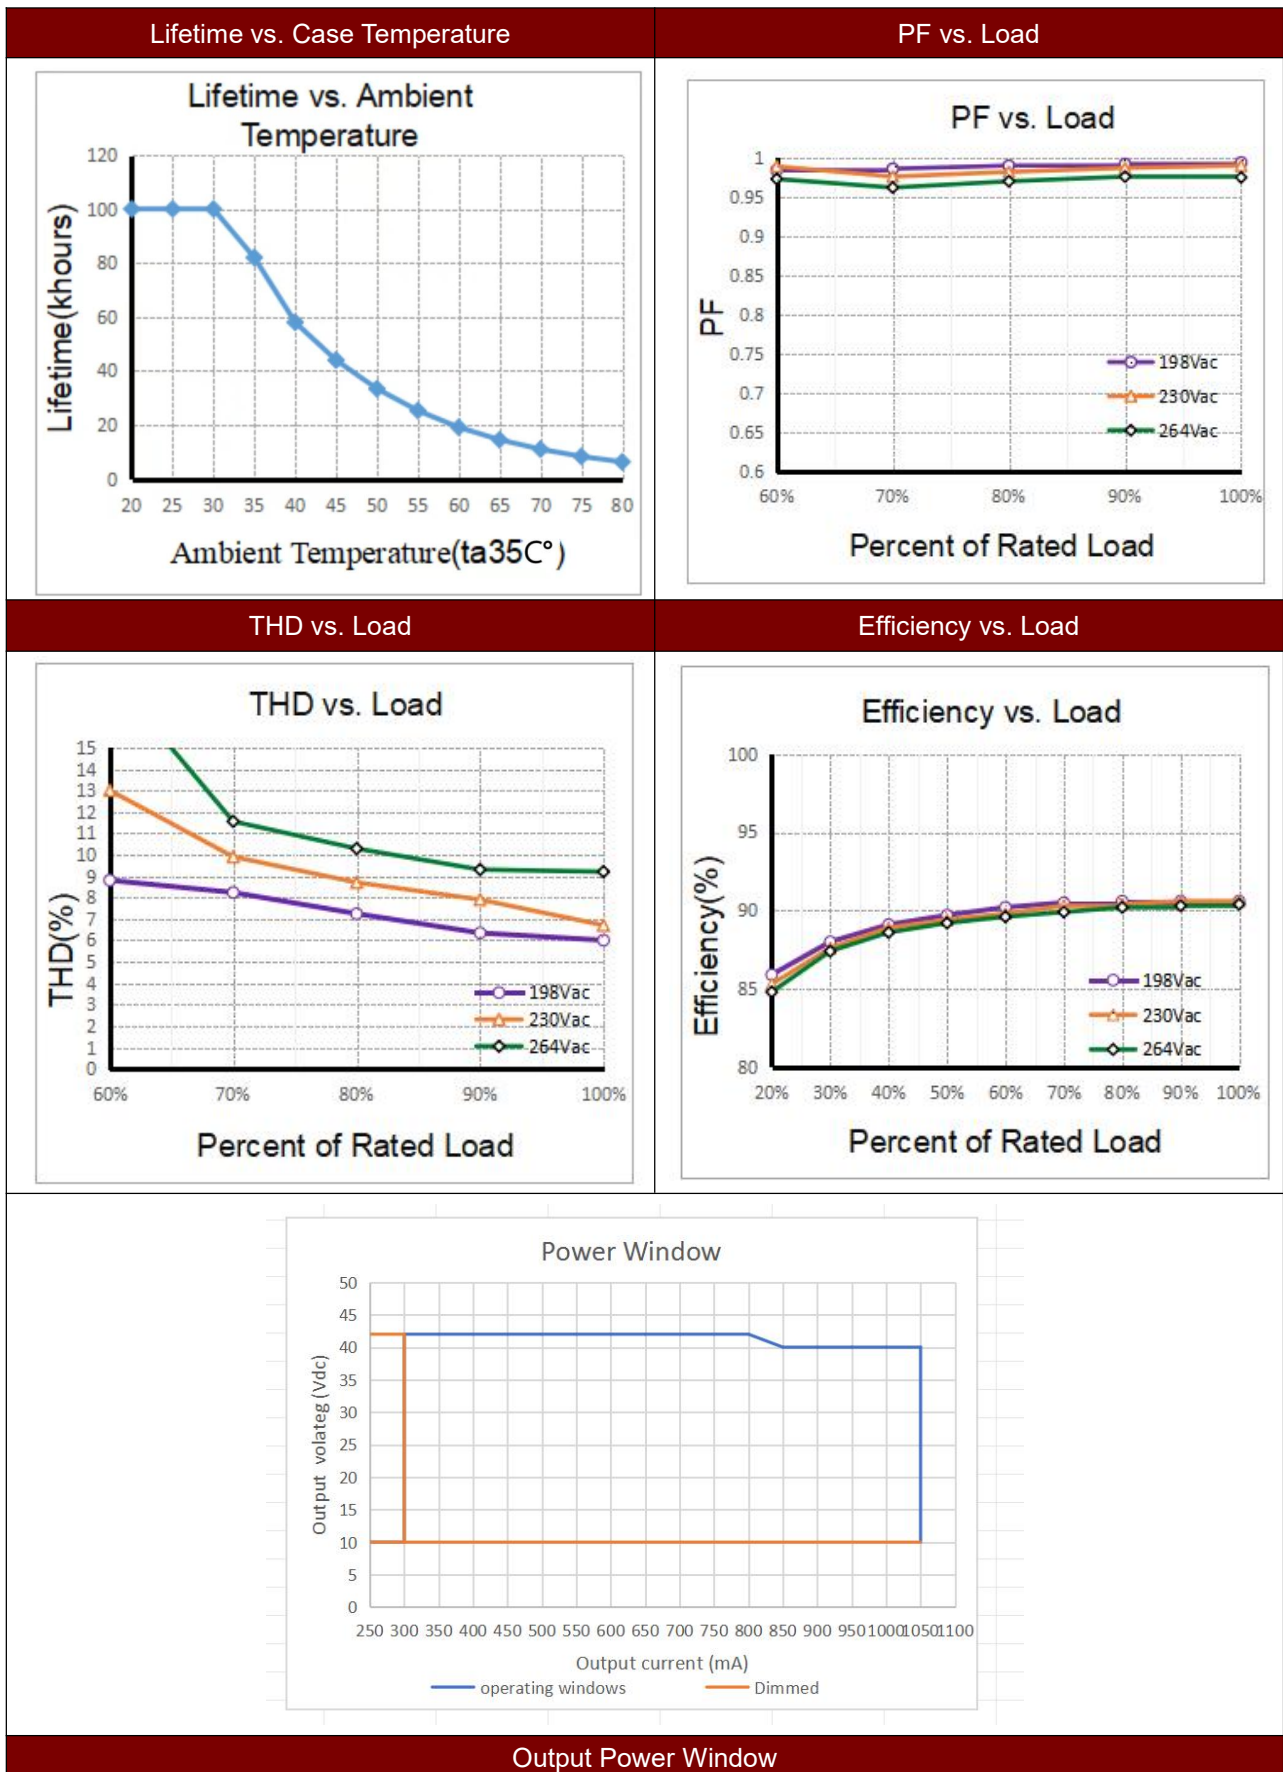 Lifetime vs. Case Temperature
PF vs. Load
Lifetime vs. Ambient
Temperature
120
100
80
60
40
20
0
Lifetime(khours)
20 25 30 35 40 45 50 55 60 65 70 75 80
Ambient Temperature(ta35C°)
PF vs. Load
1
0.95
0.9
0.85
0.8
0.75
0.7
0.65
0.6
PF
198Vac
230Vac
264Vac
60% 70% 80% 90% 100%
Percent of Rated Load
THD vs. Load
Efficiency vs. Load
THD vs. Load
15
14
13
12
11
10
9
8
7
6
5
4
3
2
1
0
THD(%)
198Vac
230Vac
264Vac
60% 70% 80% 90% 100%
Percent of Rated Load
Efficiency vs. Load
100
95
90
85
80
Efficiency(%)
198Vac
230Vac
264Vac
20% 30% 40% 50% 60% 70% 80% 90% 100%
Percent of Rated Load
Power Window
50
45
40
35
30
25
20
15
10
5
0
Output volateg (Vdc)
250 300 350 400 450 500 550 600 650 700 750 800 850 900 950 1000 1050 1100
Output current (mA)
operating windows
Dimmed
Output Power Window